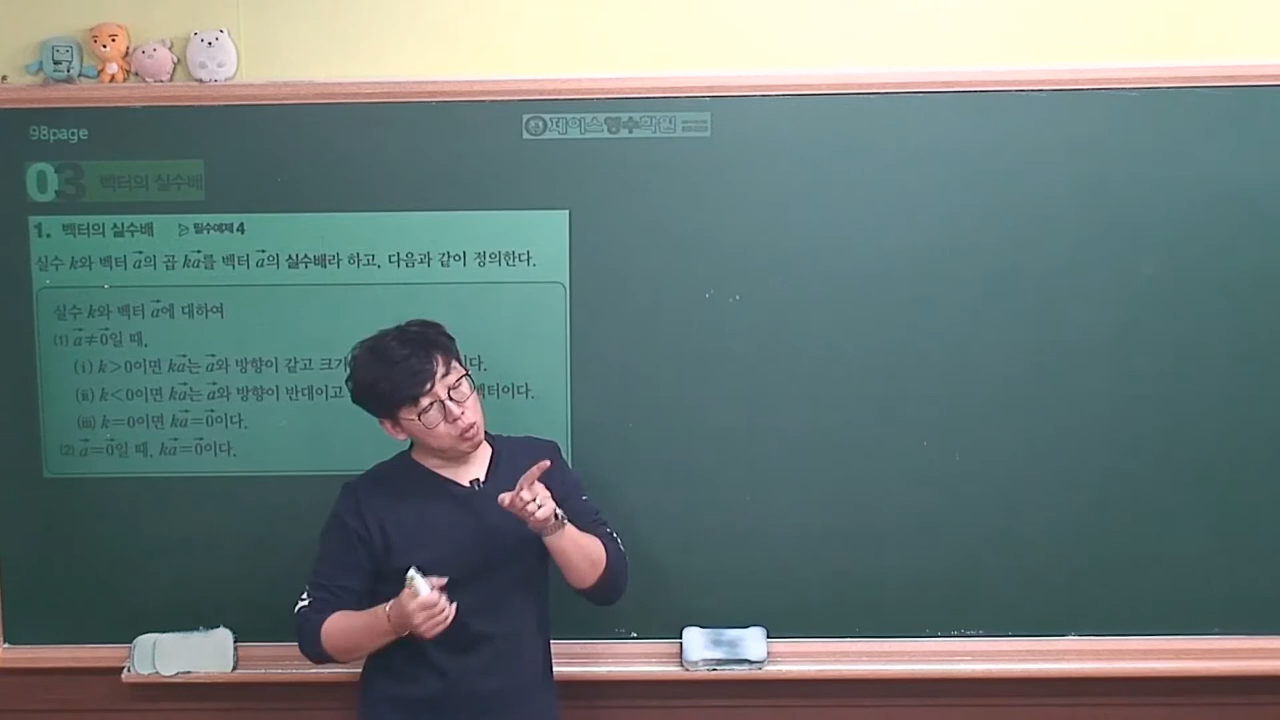 98page
제이스영수학원
03 벡터의 실수배
1. 벡터의 실수배 ▷ 필수예제 4
실수 k와 벡터 a⃗의 곱 ka⃗를 벡터 a⃗의 실수배라 하고, 다음과 같이 정의한다.
실수 k와 벡터 a⃗에 대하여
(1) a⃗≠0⃗일 때,
(i) k>0이면 ka⃗는 a⃗와 방향이 같고 크기 이다.
(ii) k<0이면 ka⃗는 a⃗와 방향이 반대이고 벡터이다.
(iii) k=0이면 ka⃗=0⃗이다.
(2) a⃗=0⃗일 때, ka⃗=0⃗이다.